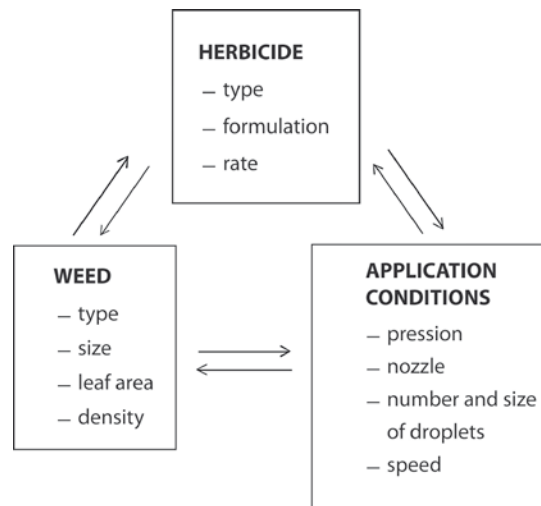 HERBICIDE
– type
– formulation
– rate
WEED
– type
– size
– leaf area
– density
APPLICATION
CONDITIONS
– pression
– nozzle
– number and size
of droplets
– speed